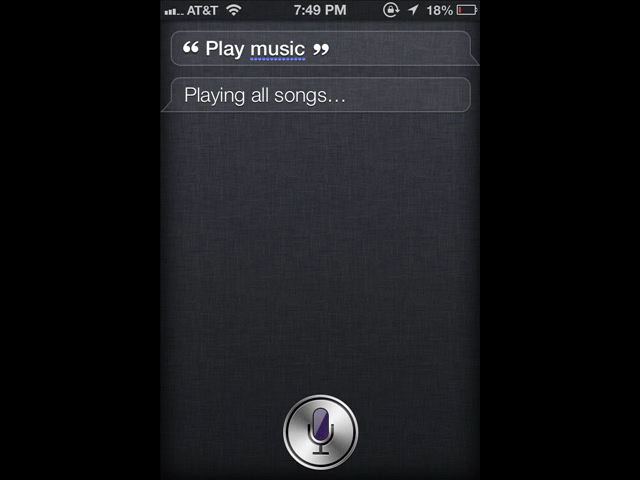 AT&T 7:49 PM 18%
“ Play music ”
Playing all songs...